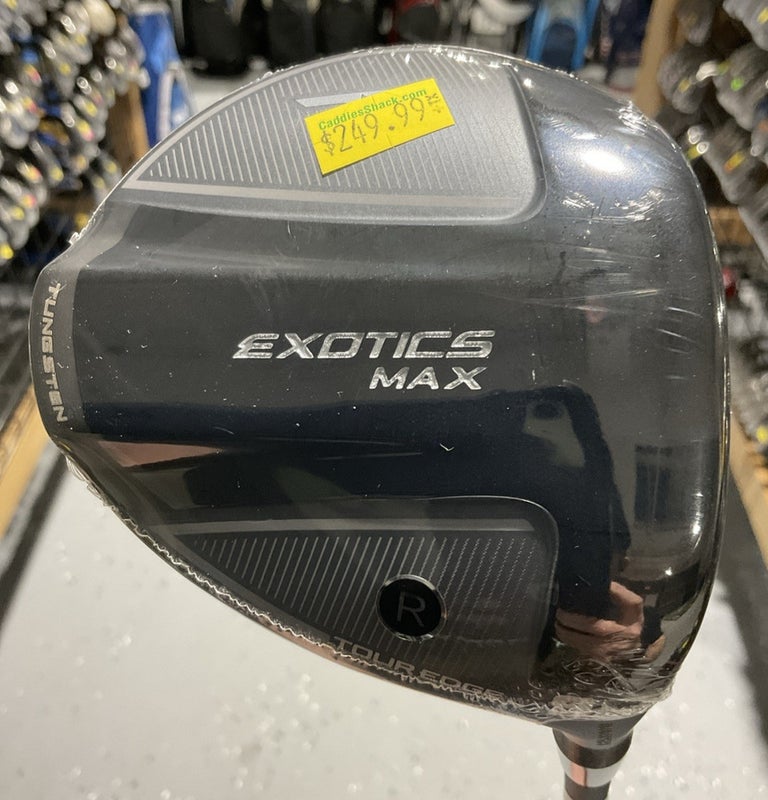 CaddiesShack.com
$249.99
TUNGSTEN
EXOTICS
MAX
R
TOUR EDGE